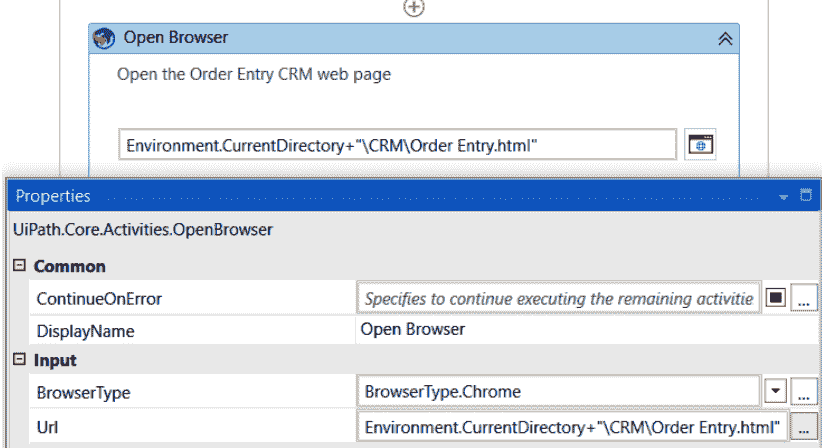 Open Browser
Open the Order Entry CRM web page
Environment.CurrentDirectory+"\CRM\Order Entry.html"
Properties
UiPath.Core.Activities.OpenBrowser
Common
ContinueOnError Specifies to continue executing the remaining activitie ...
DisplayName Open Browser
Input
BrowserType BrowserType.Chrome ...
Url Environment.CurrentDirectory+"\CRM\Order Entry.html" ...